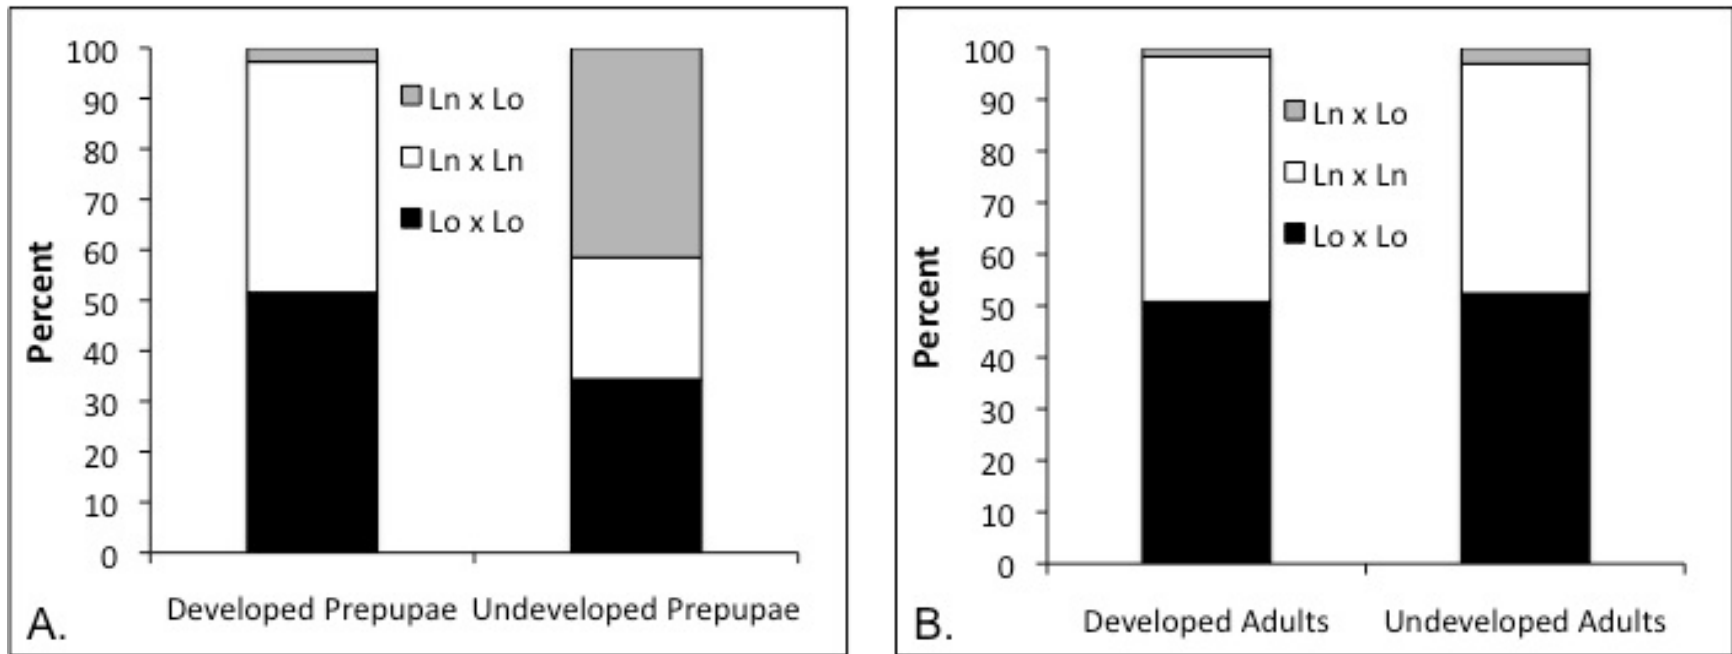 Percent
100
90
80
70
60
50
40
30
20
10
0
Ln x Lo
Ln x Ln
Lo x Lo
Developed Prepupae Undeveloped Prepupae
A.
Percent
100
90
80
70
60
50
40
30
20
10
0
Ln x Lo
Ln x Ln
Lo x Lo
Developed Adults Undeveloped Adults
B.